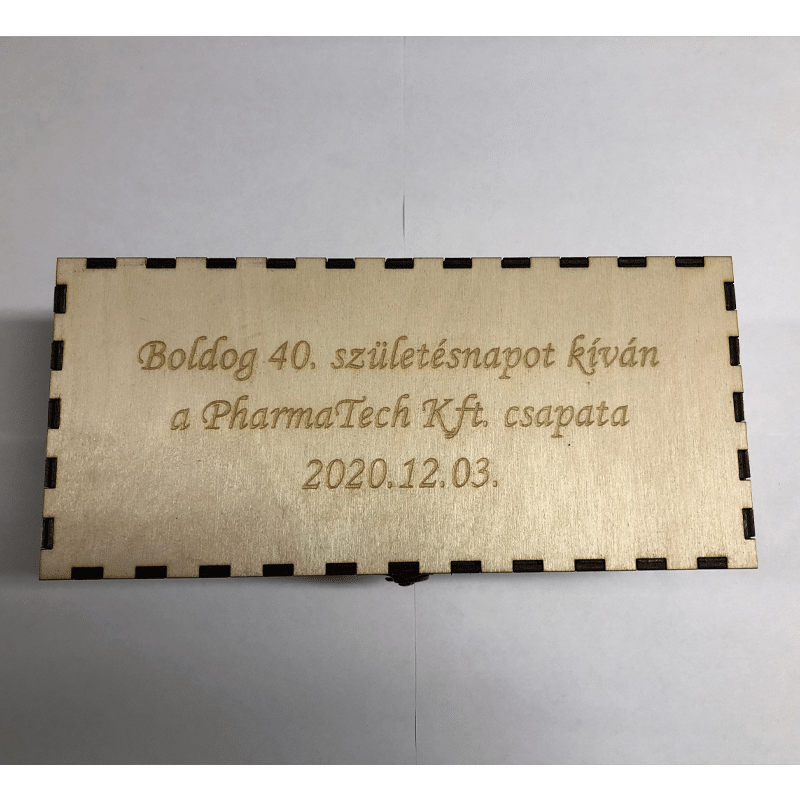 Boldog 40. születésnapot kíván
a PharmaTech Kft. csapata
2020.12.03.